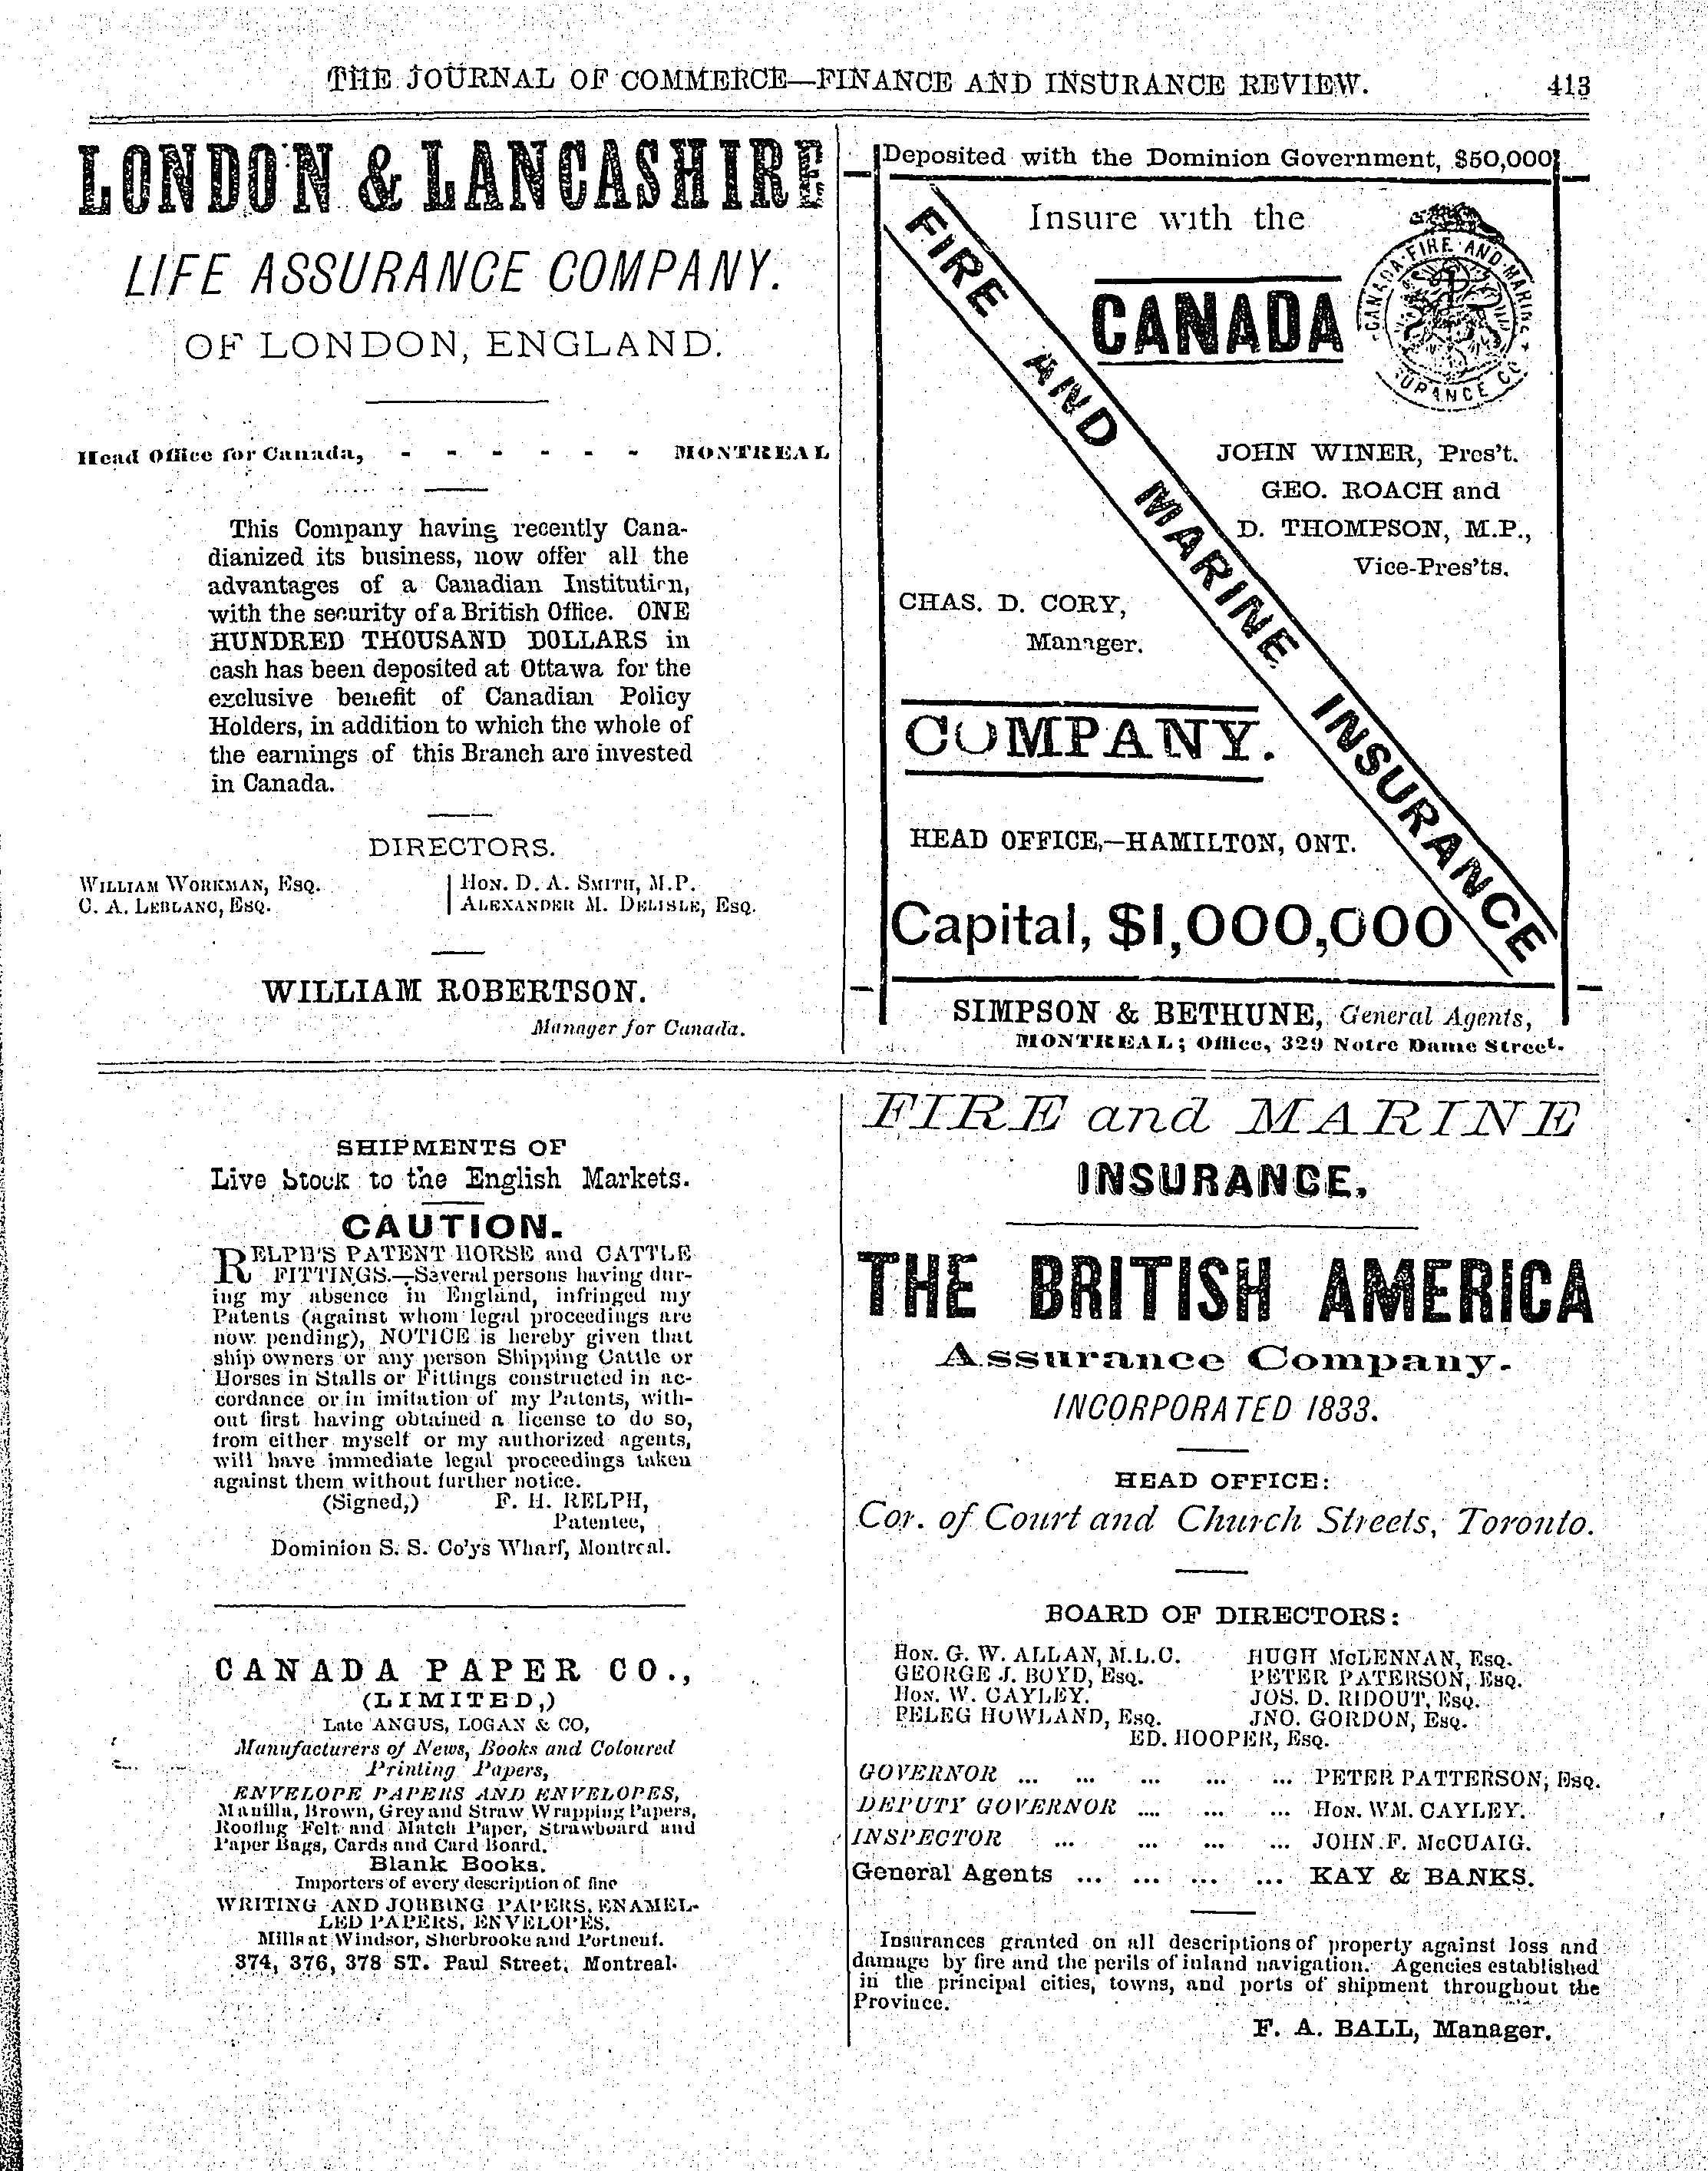 THE JOURNAL OF COMMERCE—FINANCE AND INSURANCE REVIEW. 413
LONDON & LANCASHIRE
LIFE ASSURANCE COMPANY.
OF LONDON, ENGLAND.
Head Office for Canada, - - - - - - MONTREAL
This Company having recently Cana-
dianized its business, now offer all the
advantages of a Canadian Institution,
with the security of a British Office. ONE
HUNDRED THOUSAND DOLLARS in
cash has been deposited at Ottawa for the
exclusive benefit of Canadian Policy
Holders, in addition to which the whole of
the earnings of this Branch are invested
in Canada.
DIRECTORS.
WILLIAM WORKMAN, ESQ. | HON. D. A. SMITH, M.P.
C. A. LEBLANC, ESQ. | ALEXANDER M. DELISLE, ESQ.
WILLIAM ROBERTSON.
Manager for Canada.
Deposited with the Dominion Government, $50,000
Insure with the
CANADA
FIRE AND MARINE INSURANCE
CANADA FIRE AND MARINE
URANCE CO
JOHN WINER, Pres't.
GEO. ROACH and
D. THOMPSON, M.P.,
Vice-Pres'ts.
CHAS. D. CORY,
Manager.
COMPANY.
HEAD OFFICE,—HAMILTON, ONT.
Capital, $1,000,000
SIMPSON & BETHUNE, General Agents,
MONTREAL; Office, 329 Notre Dame Street.
SHIPMENTS OF
Live Stock to the English Markets.
CAUTION.
RELPH'S PATENT HORSE and CATTLE
FITTINGS.—Several persons having dur-
ing my absence in England, infringed my
Patents (against whom legal proceedings are
now pending), NOTICE is hereby given that
ship owners or any person Shipping Cattle or
Horses in Stalls or Fittings constructed in ac-
cordance or in imitation of my Patents, with-
out first having obtained a license to do so,
from either myself or my authorized agents,
will have immediate legal proceedings taken
against them without further notice.
(Signed,) F. H. RELPH,
Patentee,
Dominion S. S. Co'ys Wharf, Montreal.
CANADA PAPER CO.,
(LIMITED,)
Late ANGUS, LOGAN & CO,
Manufacturers of News, Books and Coloured
Printing Papers,
ENVELOPE PAPERS AND ENVELOPES,
Manilla, Brown, Grey and Straw Wrapping Papers,
Roofing Felt and Match Paper, Strawboard and
Paper Bags, Cards and Card Board.
Blank Books.
Importers of every description of fine
WRITING AND JOBBING PAPERS, ENAMEL-
LED PAPERS, ENVELOPES.
Mills at Windsor, Sherbrooke and Portneuf.
374, 376, 378 ST. Paul Street, Montreal.
FIRE and MARINE
INSURANCE.
THE BRITISH AMERICA
Assurance Company.
INCORPORATED 1833.
HEAD OFFICE:
Cor. of Court and Church Streets, Toronto.
BOARD OF DIRECTORS:
HON. G. W. ALLAN, M.L.C. HUGH McLENNAN, ESQ.
GEORGE J. BOYD, ESQ. PETER PATERSON, ESQ.
HON. W. CAYLEY. JOS. D. RIDOUT, ESQ.
PELEG HOWLAND, ESQ. JNO. GORDON, ESQ.
ED. HOOPER, ESQ.
GOVERNOR ... ... ... ... ... PETER PATTERSON, ESQ.
DEPUTY GOVERNOR .... ... ... HON. WM. CAYLEY.
INSPECTOR ... ... ... ... JOHN F. McCUAIG.
General Agents ... ... ... ... KAY & BANKS.
Insurances granted on all descriptions of property against loss and
damage by fire and the perils of inland navigation. Agencies established
in the principal cities, towns, and ports of shipment throughout the
Province.
F. A. BALL, Manager.